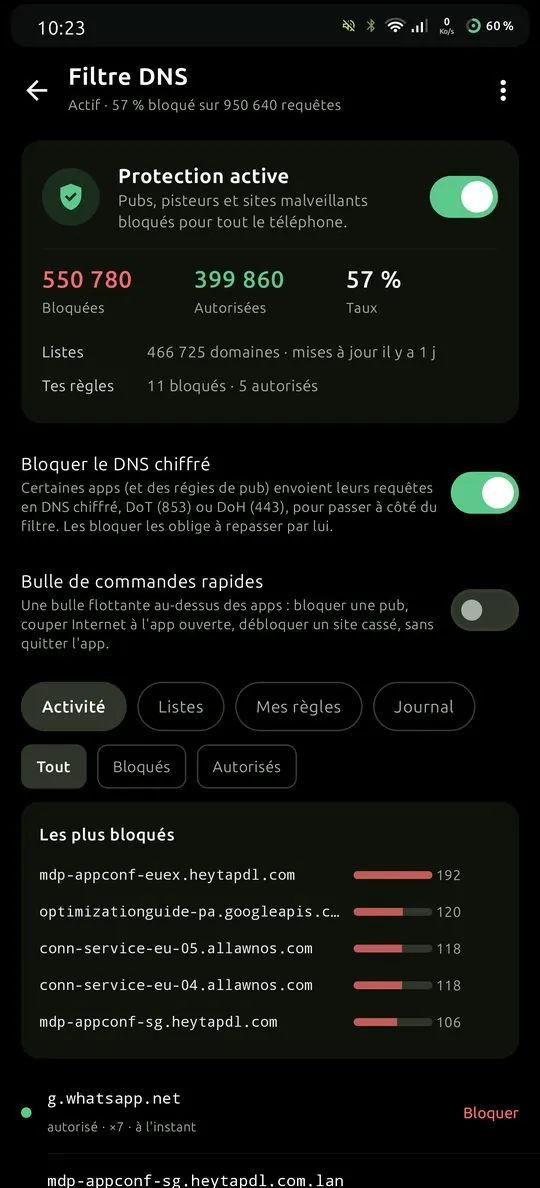 10:23
0
Ko/s
60 %
Filtre DNS
Actif · 57 % bloqué sur 950 640 requêtes
Protection active
Pubs, pisteurs et sites malveillants
bloqués pour tout le téléphone.
550 780
399 860
57 %
Bloquées
Autorisées
Taux
Listes
466 725 domaines · mises à jour il y a 1 j
Tes règles
11 bloqués · 5 autorisés
Bloquer le DNS chiffré
Certaines apps (et des régies de pub) envoient leurs requêtes
en DNS chiffré, DoT (853) ou DoH (443), pour passer à côté du
filtre. Les bloquer les oblige à repasser par lui.
Bulle de commandes rapides
Une bulle flottante au-dessus des apps : bloquer une pub,
couper Internet à l'app ouverte, débloquer un site cassé, sans
quitter l'app.
Activité
Listes
Mes règles
Journal
Tout
Bloqués
Autorisés
Les plus bloqués
mdp-appconf-euex.heytapdl.com
192
optimizationguide-pa.googleapis.c…
120
conn-service-eu-05.allawnos.com
118
conn-service-eu-04.allawnos.com
118
mdp-appconf-sg.heytapdl.com
106
g.whatsapp.net
autorisé · ×7 · à l'instant
Bloquer
mdp-appconf-sg.heytapdl.com.lan